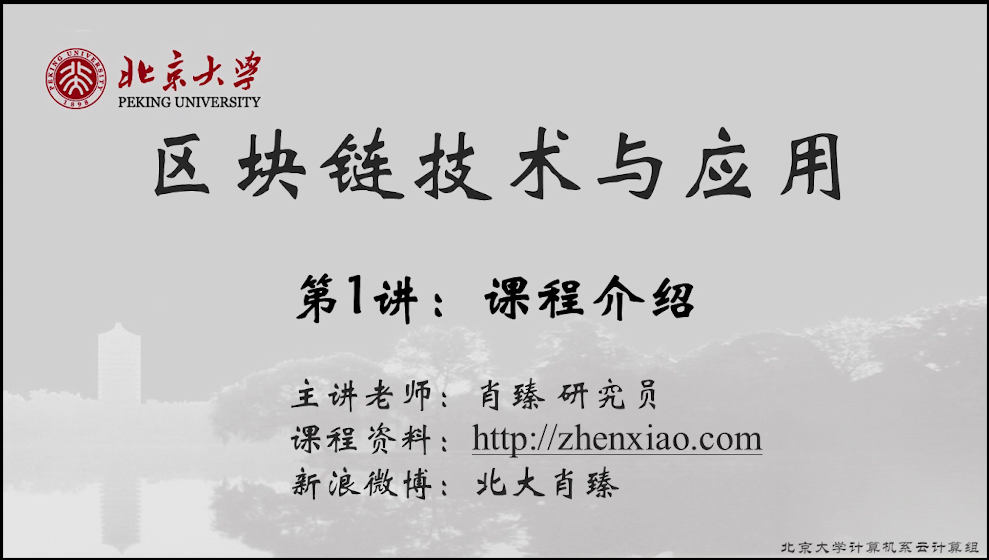 PEKING UNIVERSITY
1898
北京大学
PEKING UNIVERSITY
区块链技术与应用
第1讲：课程介绍
主讲老师：肖臻 研究员
课程资料：http://zhenxiao.com
新浪微博：北大肖臻
北京大学计算机系云计算组